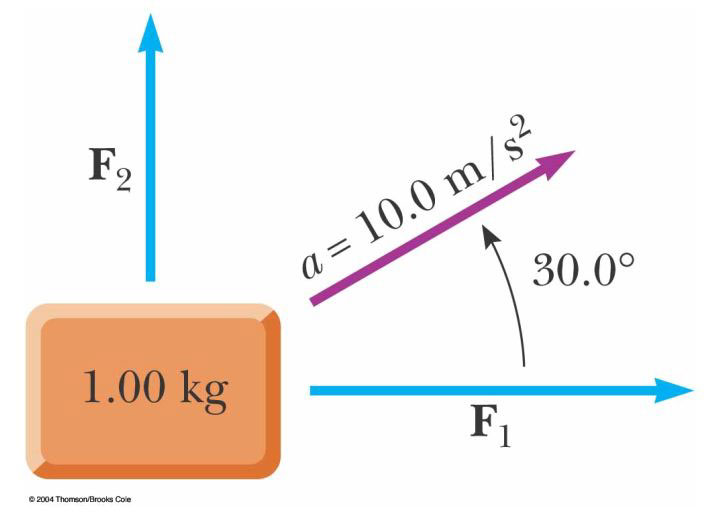 F₂
a = 10.0 m/s²
30.0°
1.00 kg
F₁
© 2004 Thomson/Brooks Cole